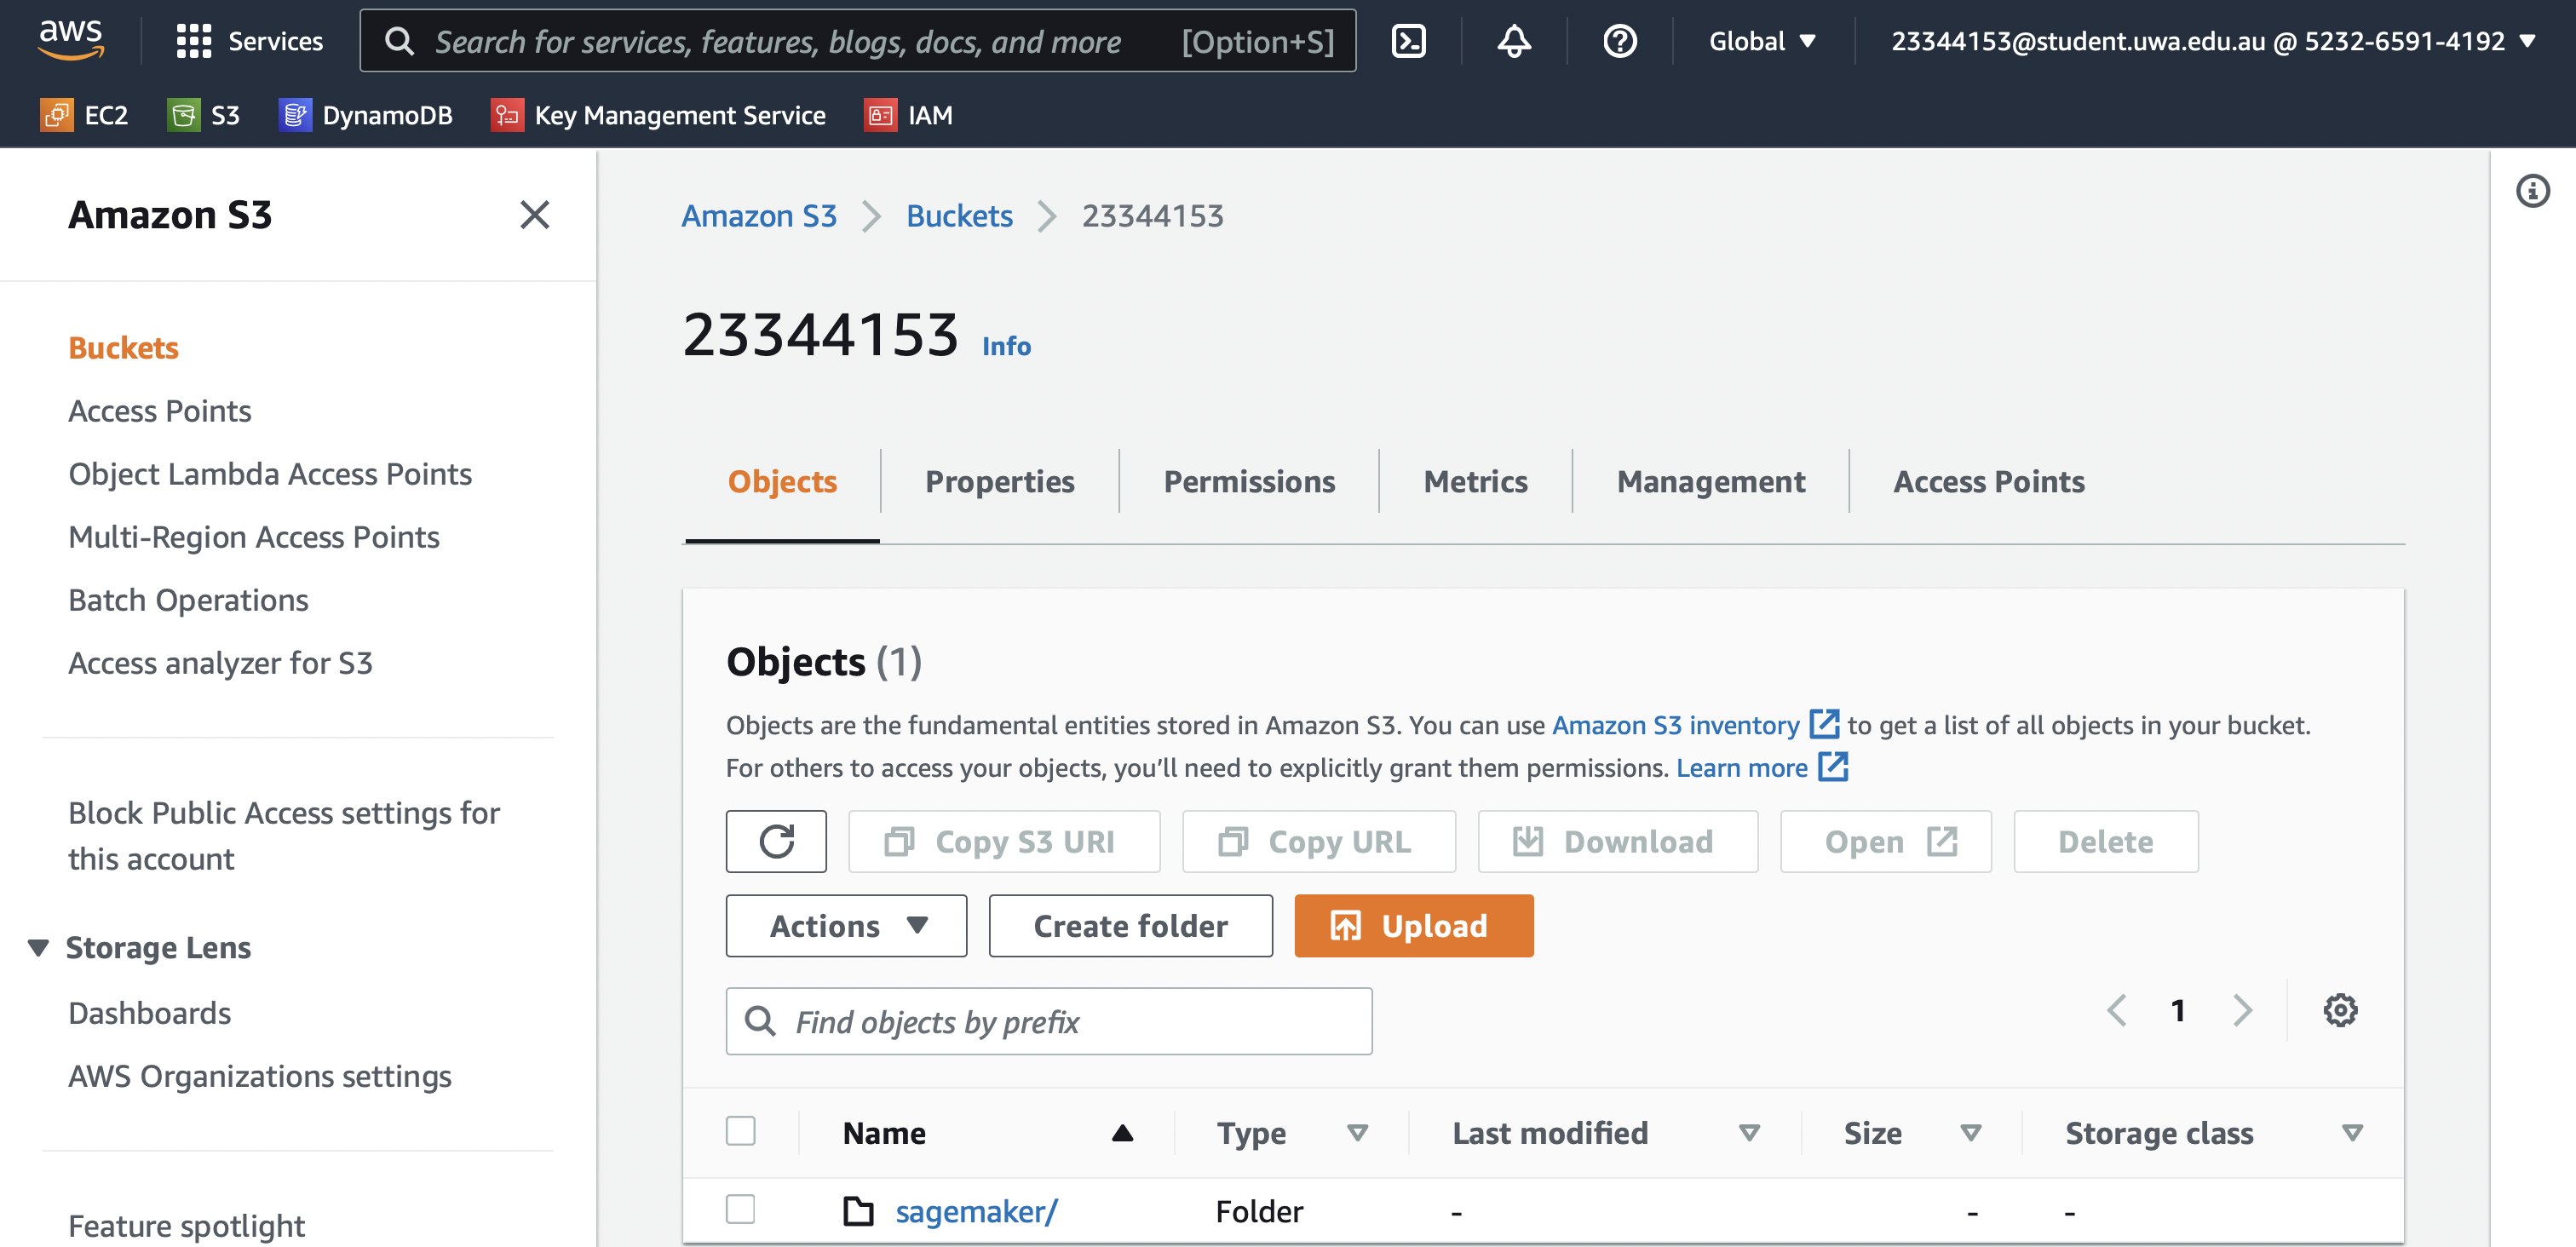 aws
Services
Search for services, features, blogs, docs, and more [Option+S]
Global
23344153@student.uwa.edu.au @ 5232-6591-4192
EC2 S3 DynamoDB Key Management Service IAM
Amazon S3
Buckets
Access Points
Object Lambda Access Points
Multi-Region Access Points
Batch Operations
Access analyzer for S3
Block Public Access settings for
this account
Storage Lens
Dashboards
AWS Organizations settings
Feature spotlight
Amazon S3 Buckets 23344153
23344153 Info
Objects Properties Permissions Metrics Management Access Points
Objects (1)
Objects are the fundamental entities stored in Amazon S3. You can use Amazon S3 inventory to get a list of all objects in your bucket.
For others to access your objects, you’ll need to explicitly grant them permissions. Learn more
Copy S3 URI Copy URL Download Open Delete
Actions Create folder Upload
Find objects by prefix
1
Name Type Last modified Size Storage class
sagemaker/ Folder - - -